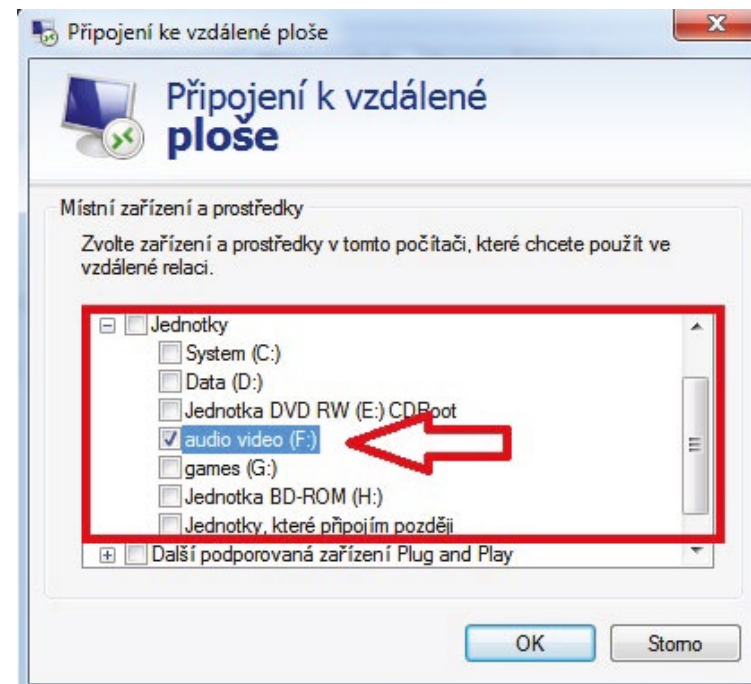 Připojení ke vzdálené ploše
Připojení k vzdálené
ploše
Místní zařízení a prostředky
Zvolte zařízení a prostředky v tomto počítači, které chcete použít ve
vzdálené relaci.
Jednotky
System (C:)
Data (D:)
Jednotka DVD RW (E:) CDRoot
audio video (F:)
games (G:)
Jednotka BD-ROM (H:)
Jednotky, které připojím později
Další podporovaná zařízení Plug and Play
OK
Storno